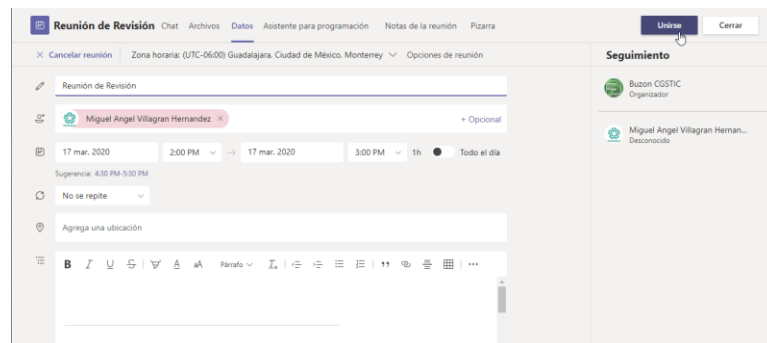 Reunión de Revisión Chat Archivos Datos Asistente para programación Notas de la reunión Pizarra Unirse Cerrar
× Cancelar reunión Zona horaria: (UTC-06:00) Guadalajara. Ciudad de México. Monterrey Opciones de reunión
Seguimiento
Reunión de Revisión
Buzon CGSTIC
Organizador
Miguel Angel Villagran Hernandez × + Opcional
Miguel Angel Villagran Hernan...
Desconocido
17 mar. 2020 2:00 PM → 17 mar. 2020 3:00 PM 1h Todo el día
Sugerencia: 4:30 PM-5:30 PM
No se repite
Agrega una ubicación
B I U S A AA Párrafo Ix